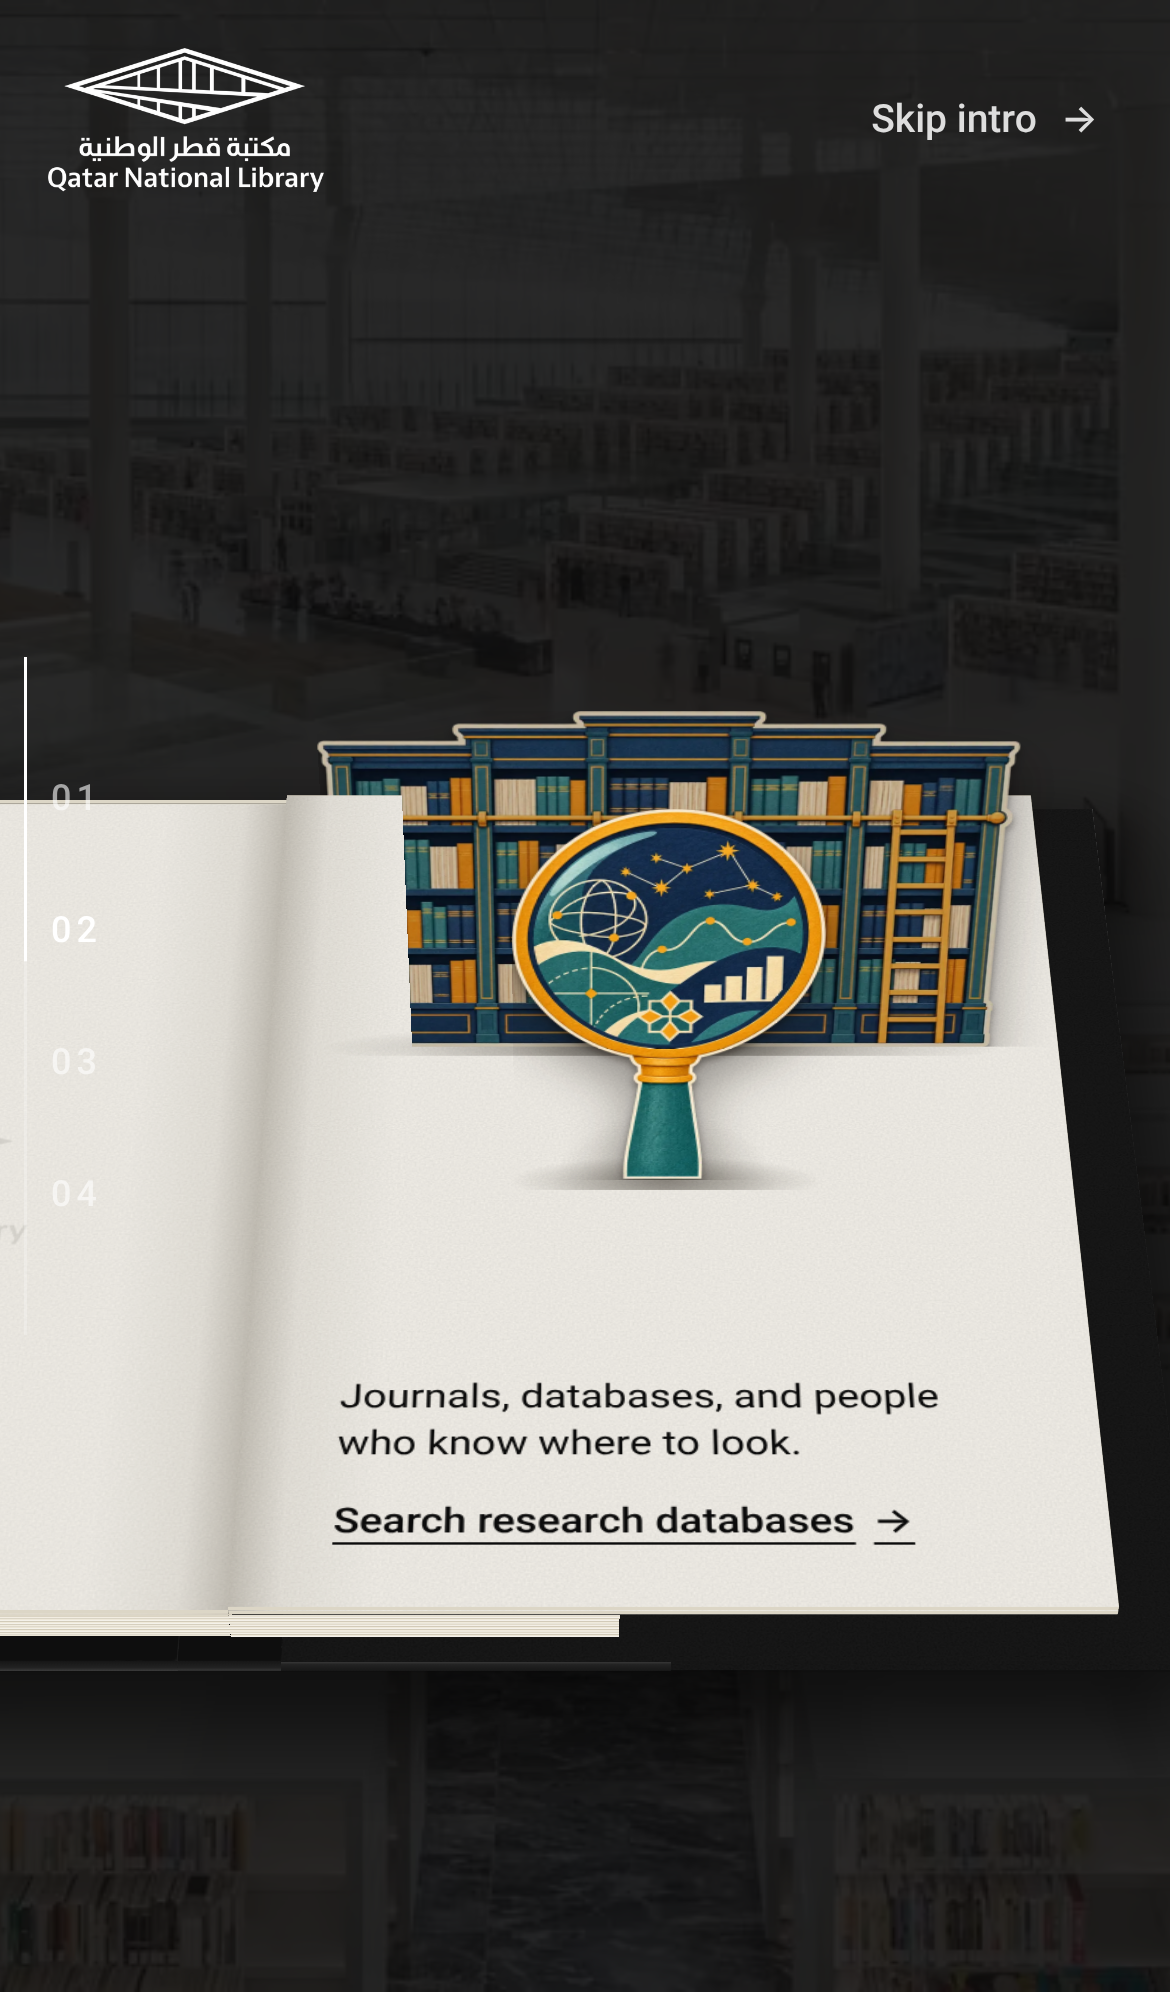 مكتبة قطر الوطنية
Qatar National Library
Skip intro →
01
02
03
04
ry
Journals, databases, and people
who know where to look.
Search research databases →